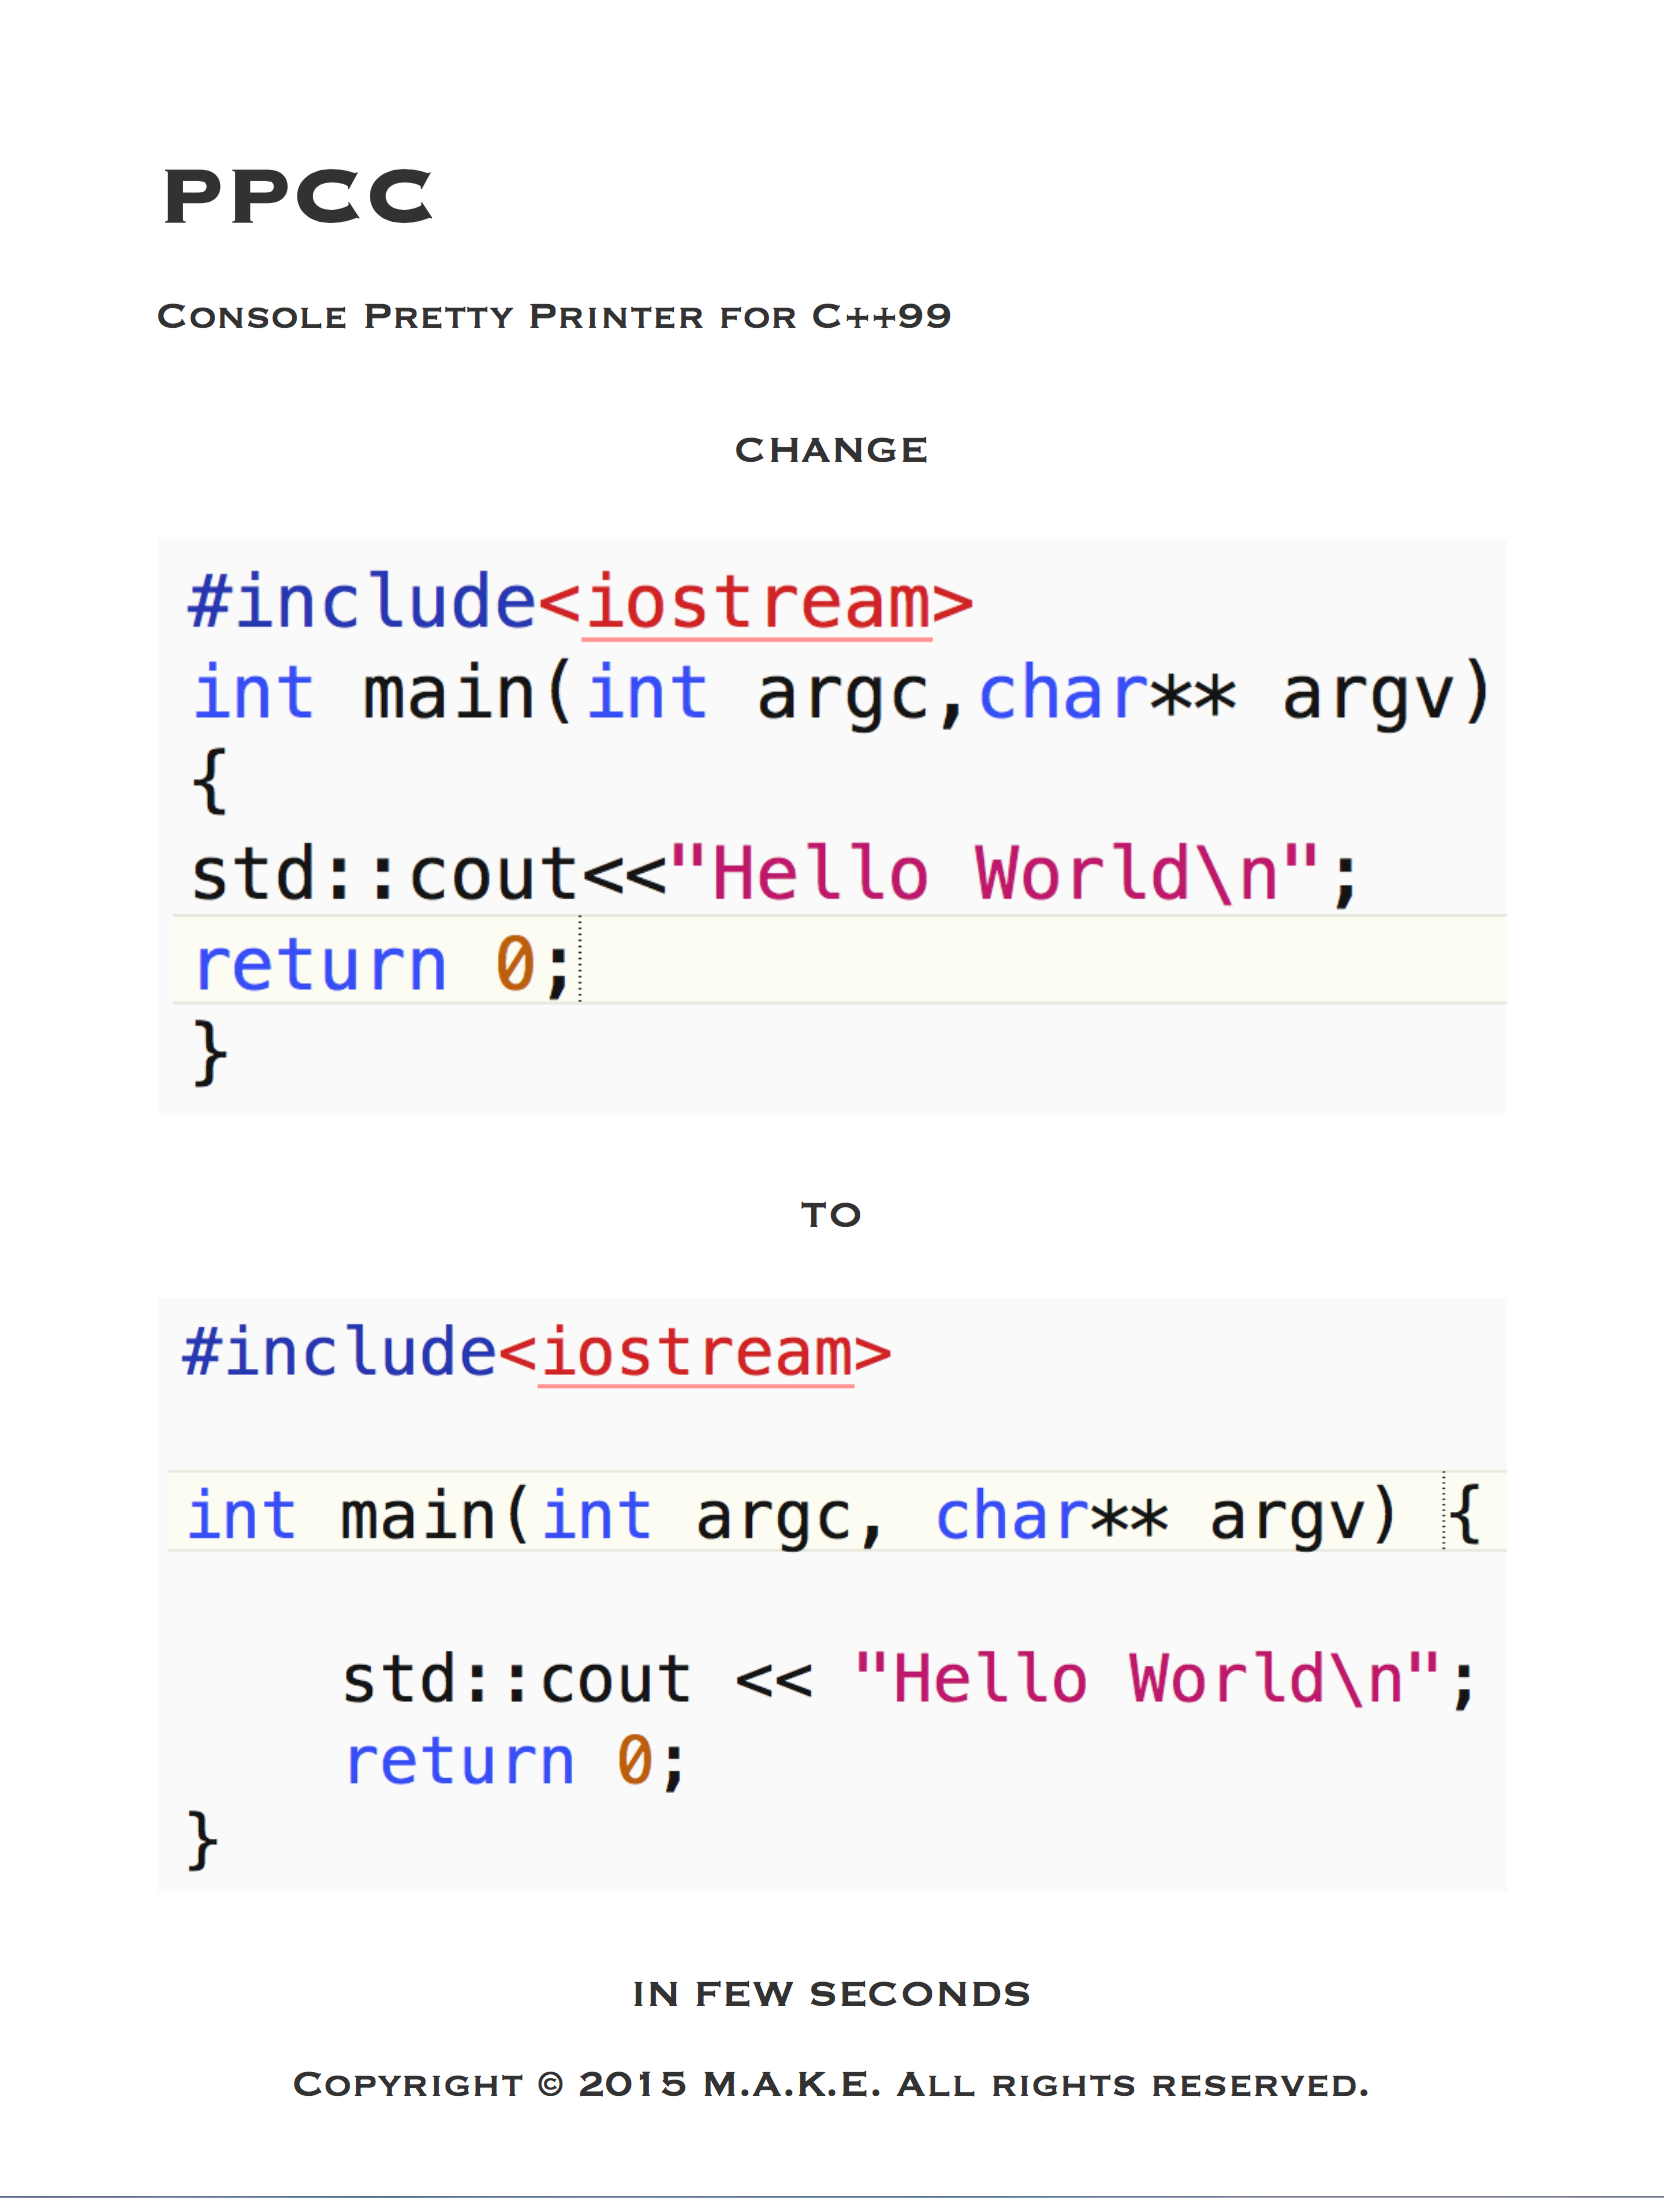 PPCC
Console Pretty Printer for C++99
CHANGE
#include<iostream>
int main(int argc,char** argv)
{
std::cout<<"Hello World\n";
return 0;
}
TO
#include<iostream>
int main(int argc, char** argv) {
    std::cout << "Hello World\n";
    return 0;
}
IN FEW SECONDS
Copyright © 2015 M.A.K.E. All rights reserved.